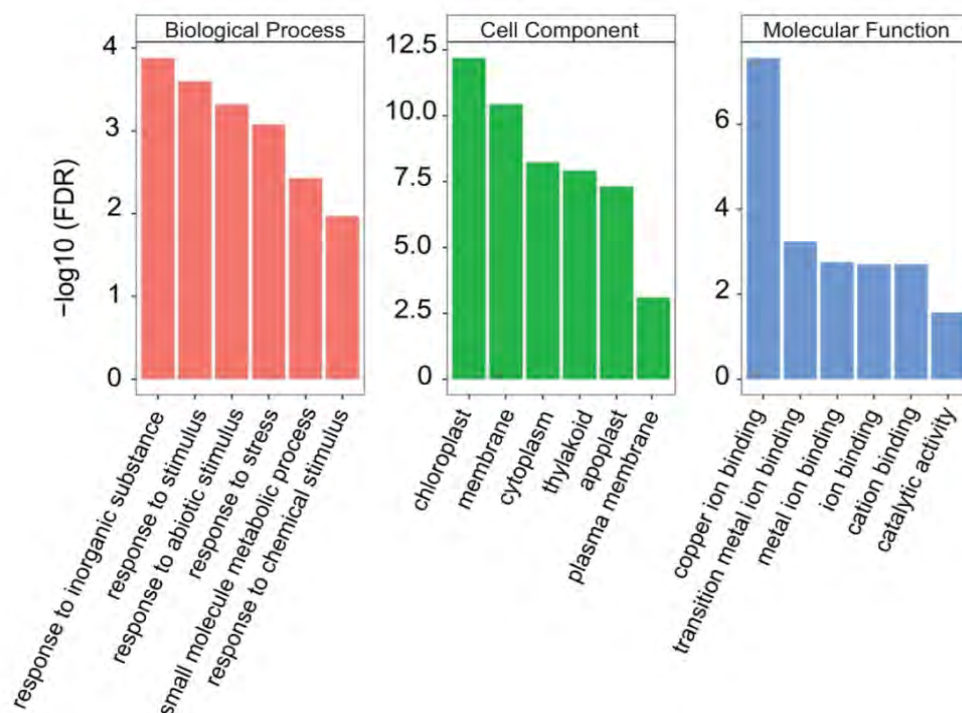 Biological Process
Cell Component
Molecular Function
−log10 (FDR)
4
3
2
1
0
12.5
10.0
7.5
5.0
2.5
0
6
4
2
0
response to inorganic substance
response to stimulus
response to abiotic stimulus
response to stress
small molecule metabolic process
response to chemical stimulus
chloroplast
membrane
cytoplasm
thylakoid
apoplast
plasma membrane
copper ion binding
transition metal ion binding
metal ion binding
ion binding
cation binding
catalytic activity